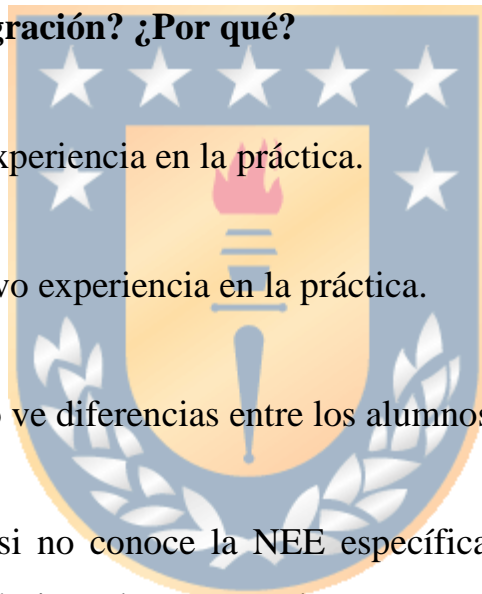 gración? ¿Por qué?
xperiencia en la práctica.
vo experiencia en la práctica.
ve diferencias entre los alumnos
si no conoce la NEE específica